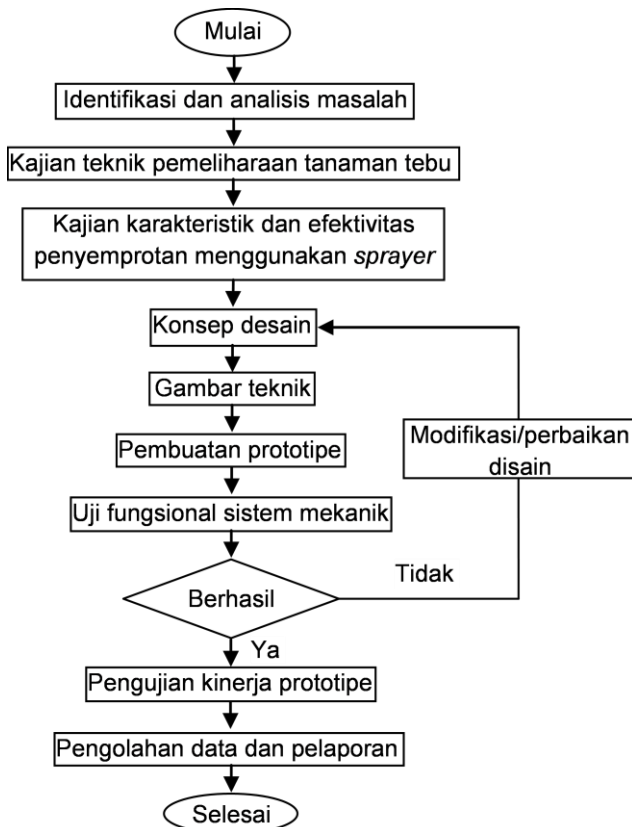 Mulai
Identifikasi dan analisis masalah
Kajian teknik pemeliharaan tanaman tebu
Kajian karakteristik dan efektivitas
penyemprotan menggunakan sprayer
Konsep desain
Gambar teknik
Pembuatan prototipe
Modifikasi/perbaikan
disain
Uji fungsional sistem mekanik
Berhasil
Tidak
Ya
Pengujian kinerja prototipe
Pengolahan data dan pelaporan
Selesai